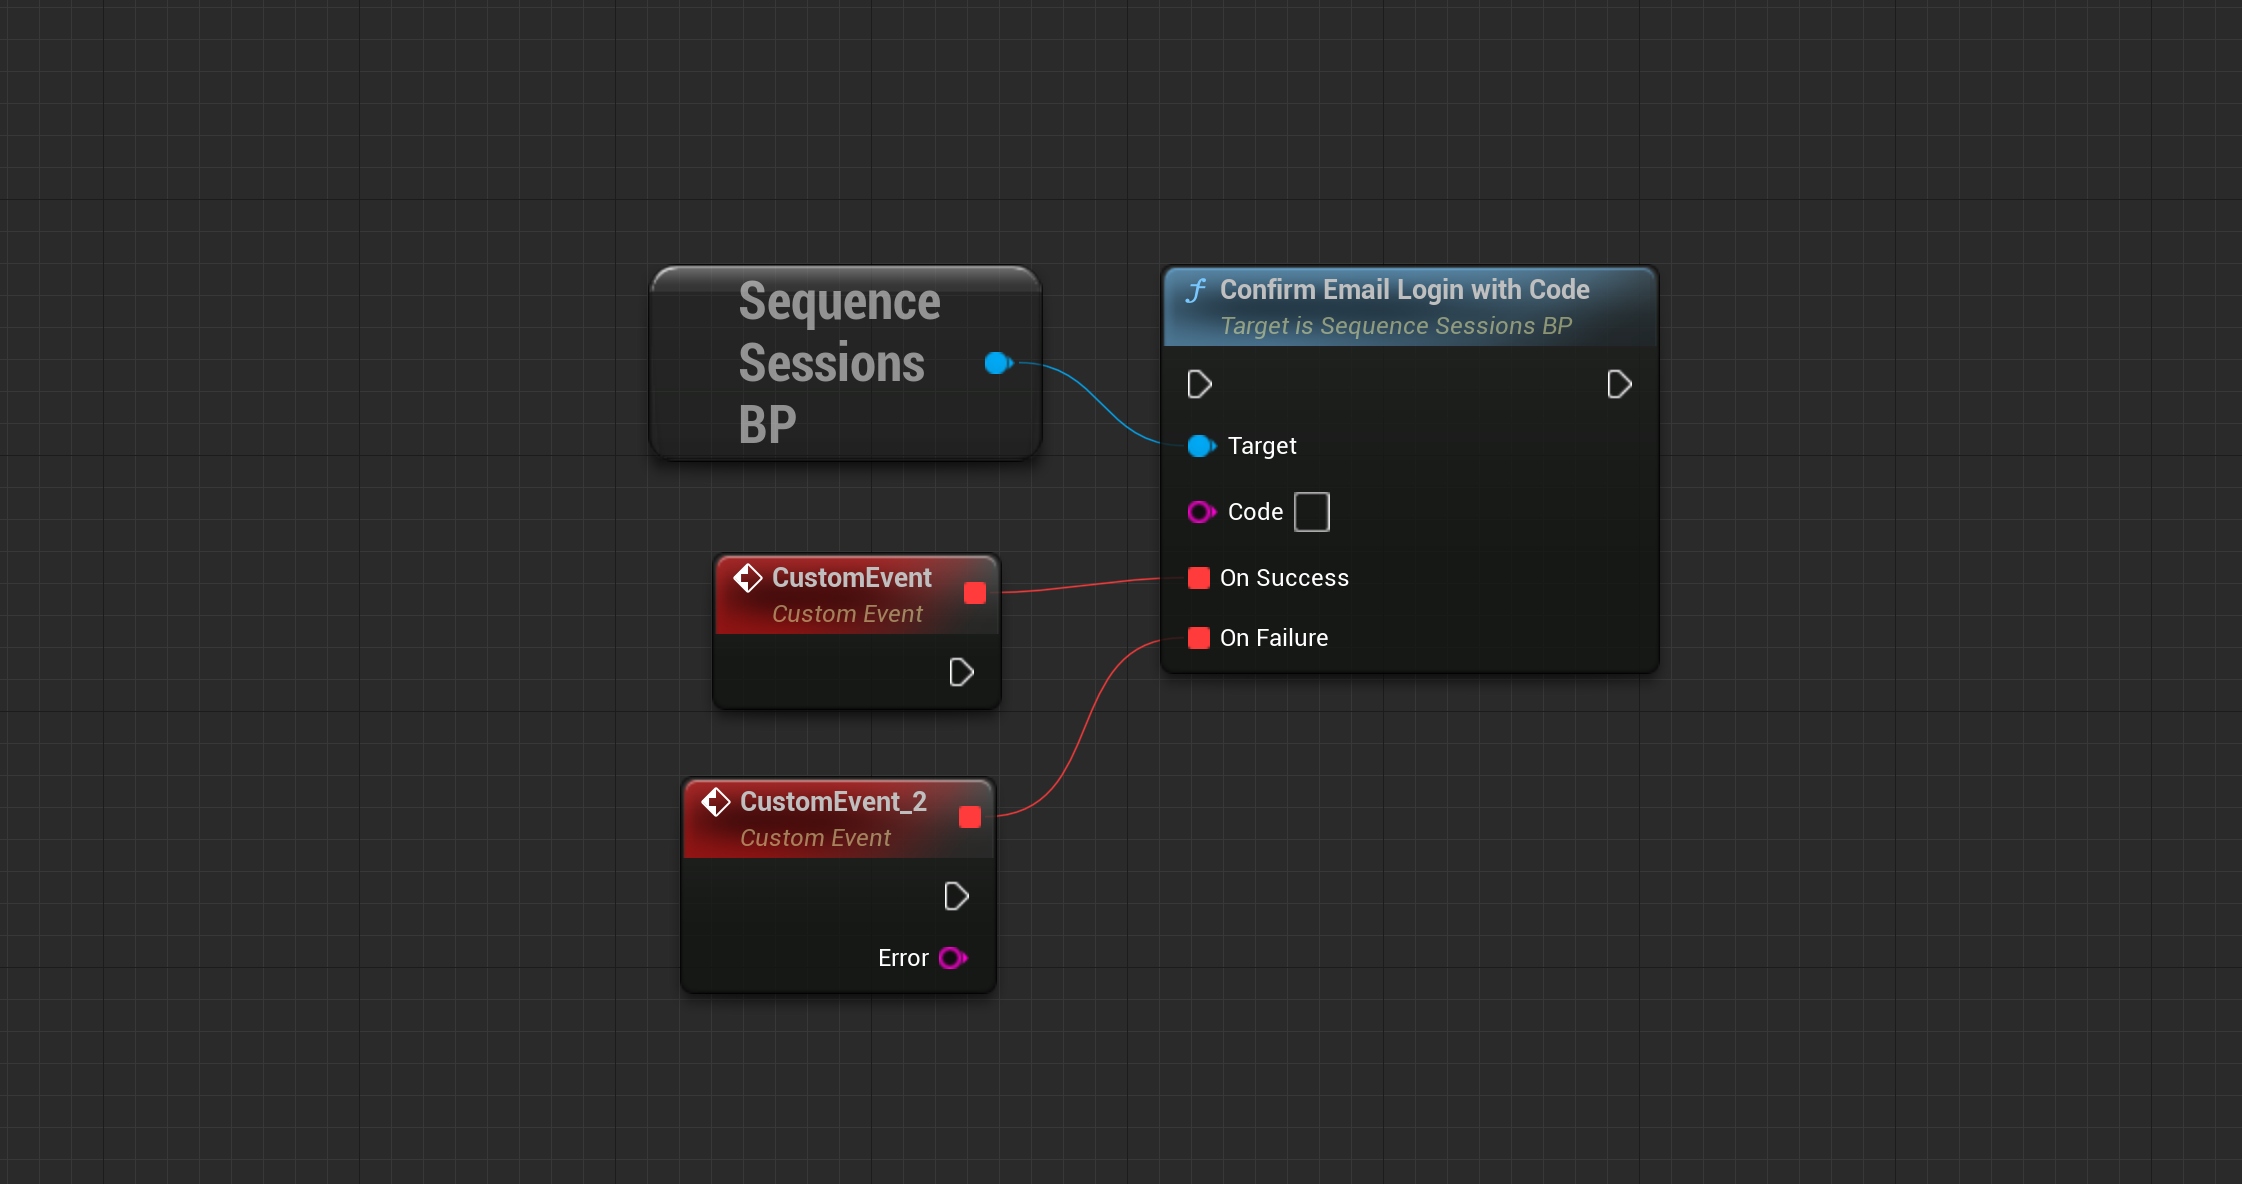 Sequence
Sessions
BP
Confirm Email Login with Code
Target is Sequence Sessions BP
Target
Code
On Success
On Failure
CustomEvent
Custom Event
CustomEvent_2
Custom Event
Error